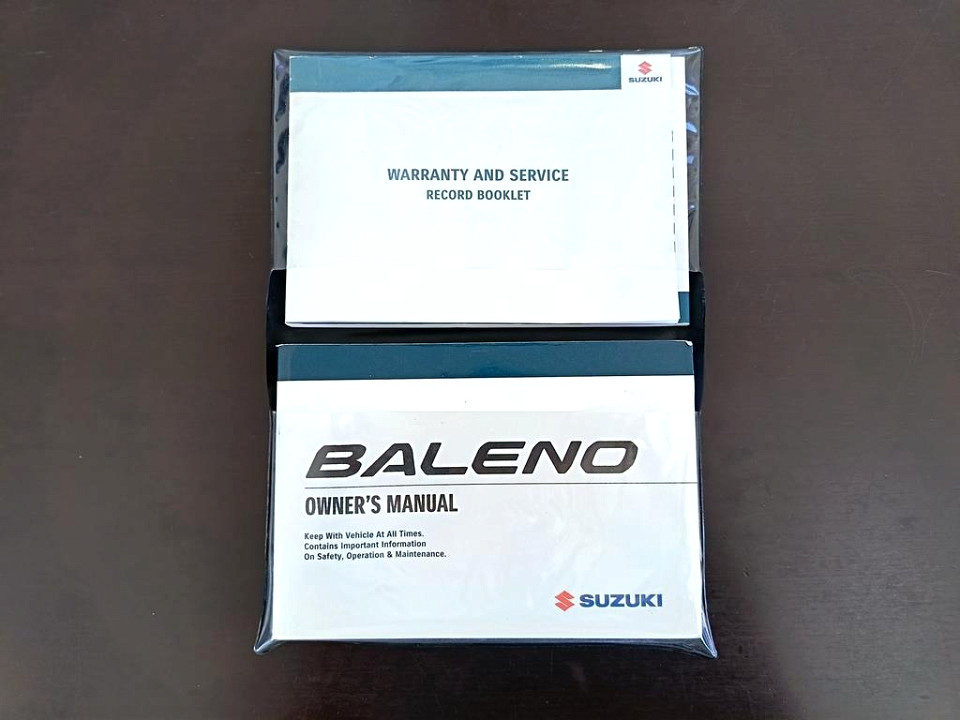 SUZUKI
WARRANTY AND SERVICE
RECORD BOOKLET
BALENO
OWNER'S MANUAL
Keep With Vehicle At All Times.
Contains Important Information
On Safety, Operation & Maintenance.
SUZUKI